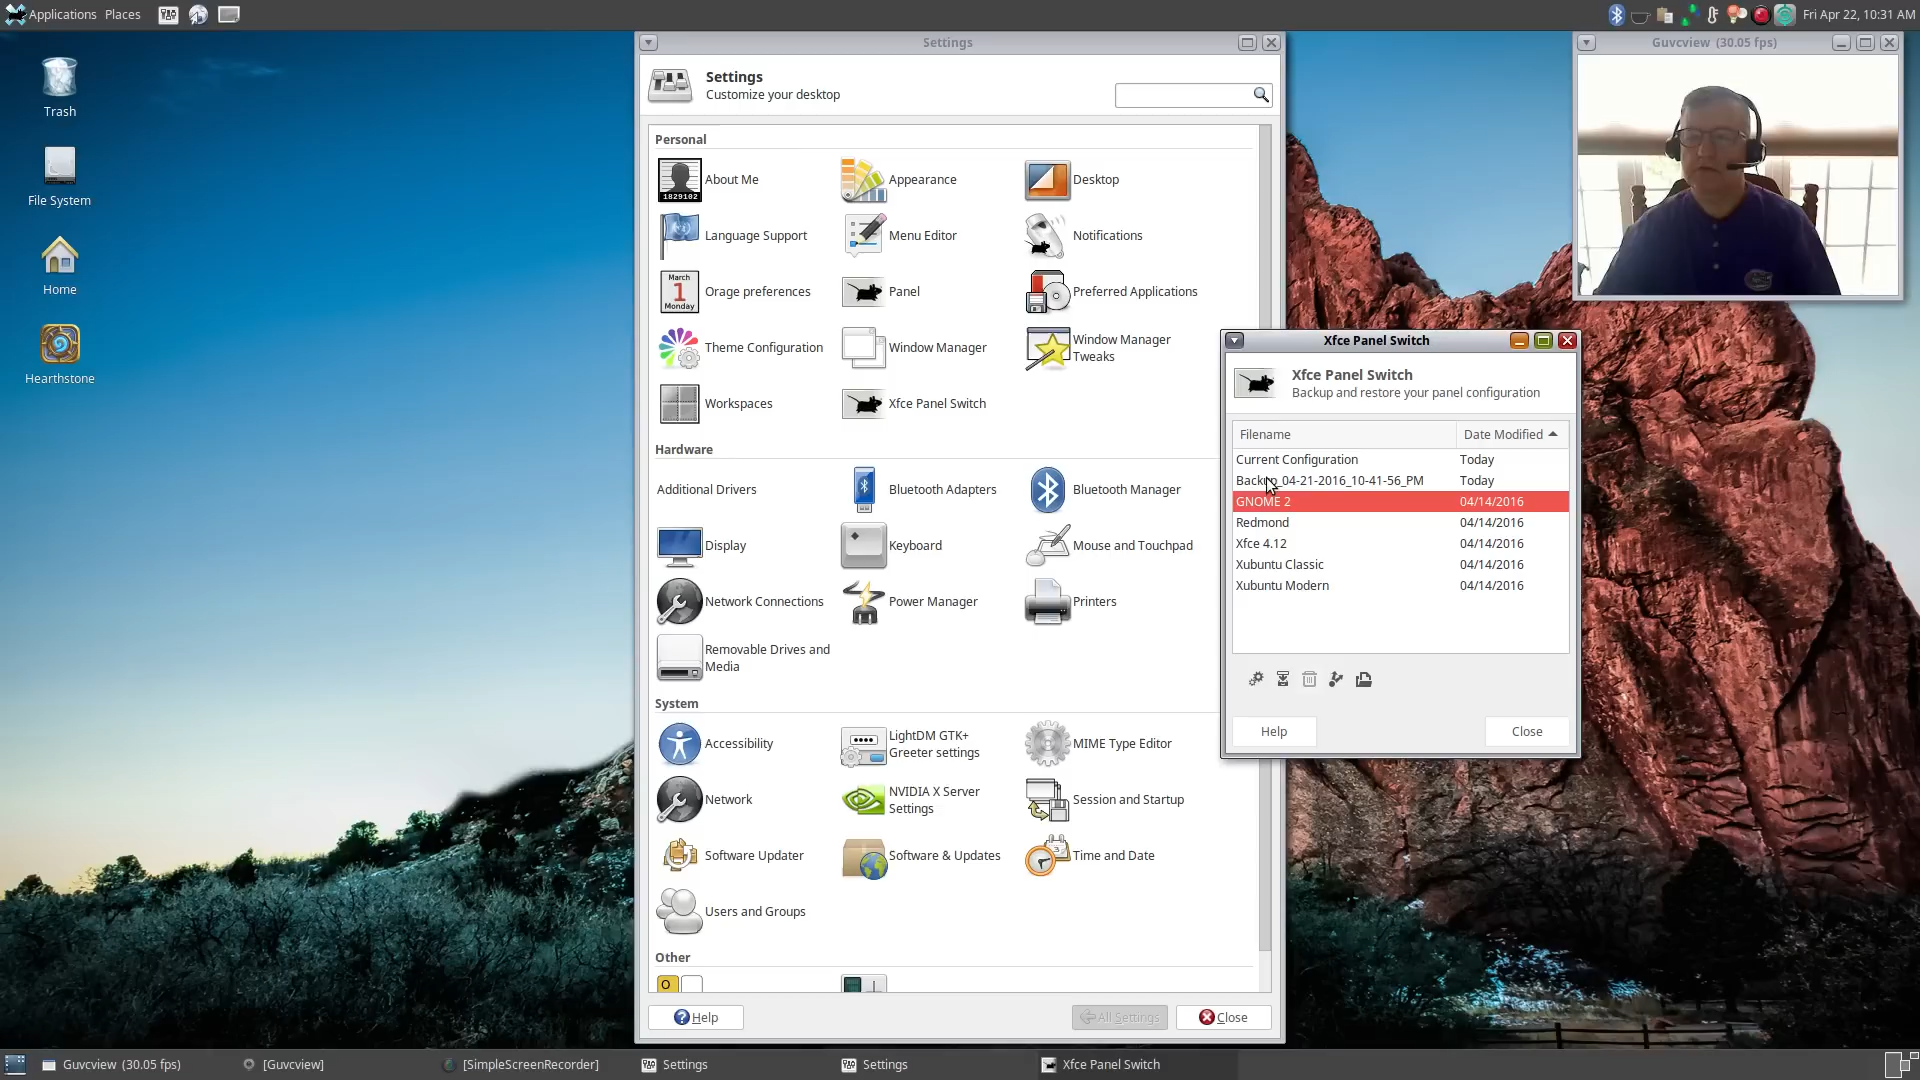 Applications Places
Fri Apr 22, 10:31 AM
Trash
File System
Home
Hearthstone
Settings
Settings
Customize your desktop
Personal
1829102
About Me
Appearance
Desktop
Language Support
Menu Editor
Notifications
March
1
Monday
Orage preferences
Panel
Preferred Applications
Theme Configuration
Window Manager
Window Manager
Tweaks
Workspaces
Xfce Panel Switch
Hardware
Additional Drivers
Bluetooth Adapters
Bluetooth Manager
Display
Keyboard
Mouse and Touchpad
Network Connections
Power Manager
Printers
Removable Drives and
Media
System
Accessibility
LightDM GTK+
Greeter settings
MIME Type Editor
Network
NVIDIA X Server
Settings
Session and Startup
Software Updater
Software & Updates
Time and Date
Users and Groups
Other
Help
All Settings
Close
Guvcview (30.05 fps)
Xfce Panel Switch
Xfce Panel Switch
Backup and restore your panel configuration
Filename Date Modified
Current Configuration Today
Backup_04-21-2016_10-41-56_PM Today
GNOME 2 04/14/2016
Redmond 04/14/2016
Xfce 4.12 04/14/2016
Xubuntu Classic 04/14/2016
Xubuntu Modern 04/14/2016
Help
Close
Guvcview (30.05 fps)
[Guvcview]
[SimpleScreenRecorder]
Settings
Settings
Xfce Panel Switch